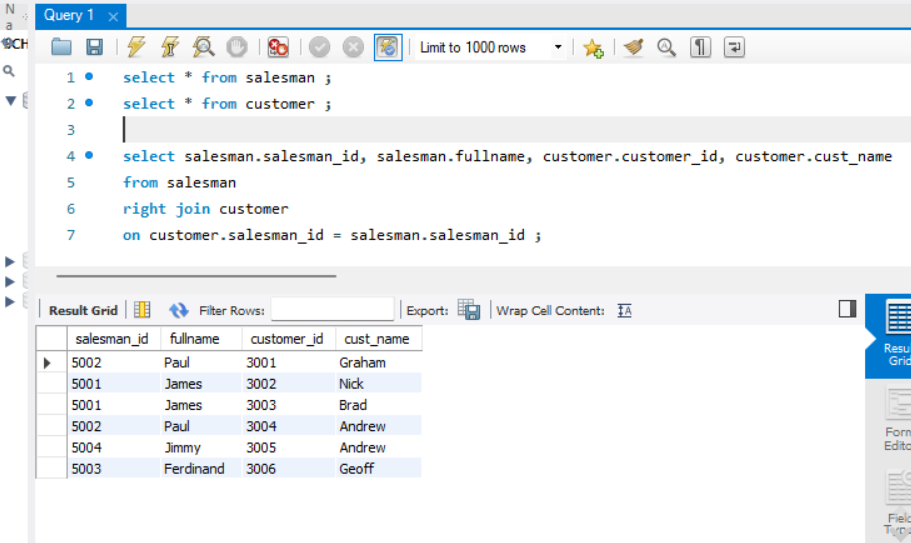 Na
SCH
Query 1
Limit to 1000 rows
1 select * from salesman ;
2 select * from customer ;
3
4 select salesman.salesman_id, salesman.fullname, customer.customer_id, customer.cust_name
5 from salesman
6 right join customer
7 on customer.salesman_id = salesman.salesman_id ;
Result Grid Filter Rows: Export: Wrap Cell Content: IA
salesman_id fullname customer_id cust_name
5002 Paul 3001 Graham
5001 James 3002 Nick
5001 James 3003 Brad
5002 Paul 3004 Andrew
5004 Jimmy 3005 Andrew
5003 Ferdinand 3006 Geoff
Resu
Grid
Form
Edito
Field
Type